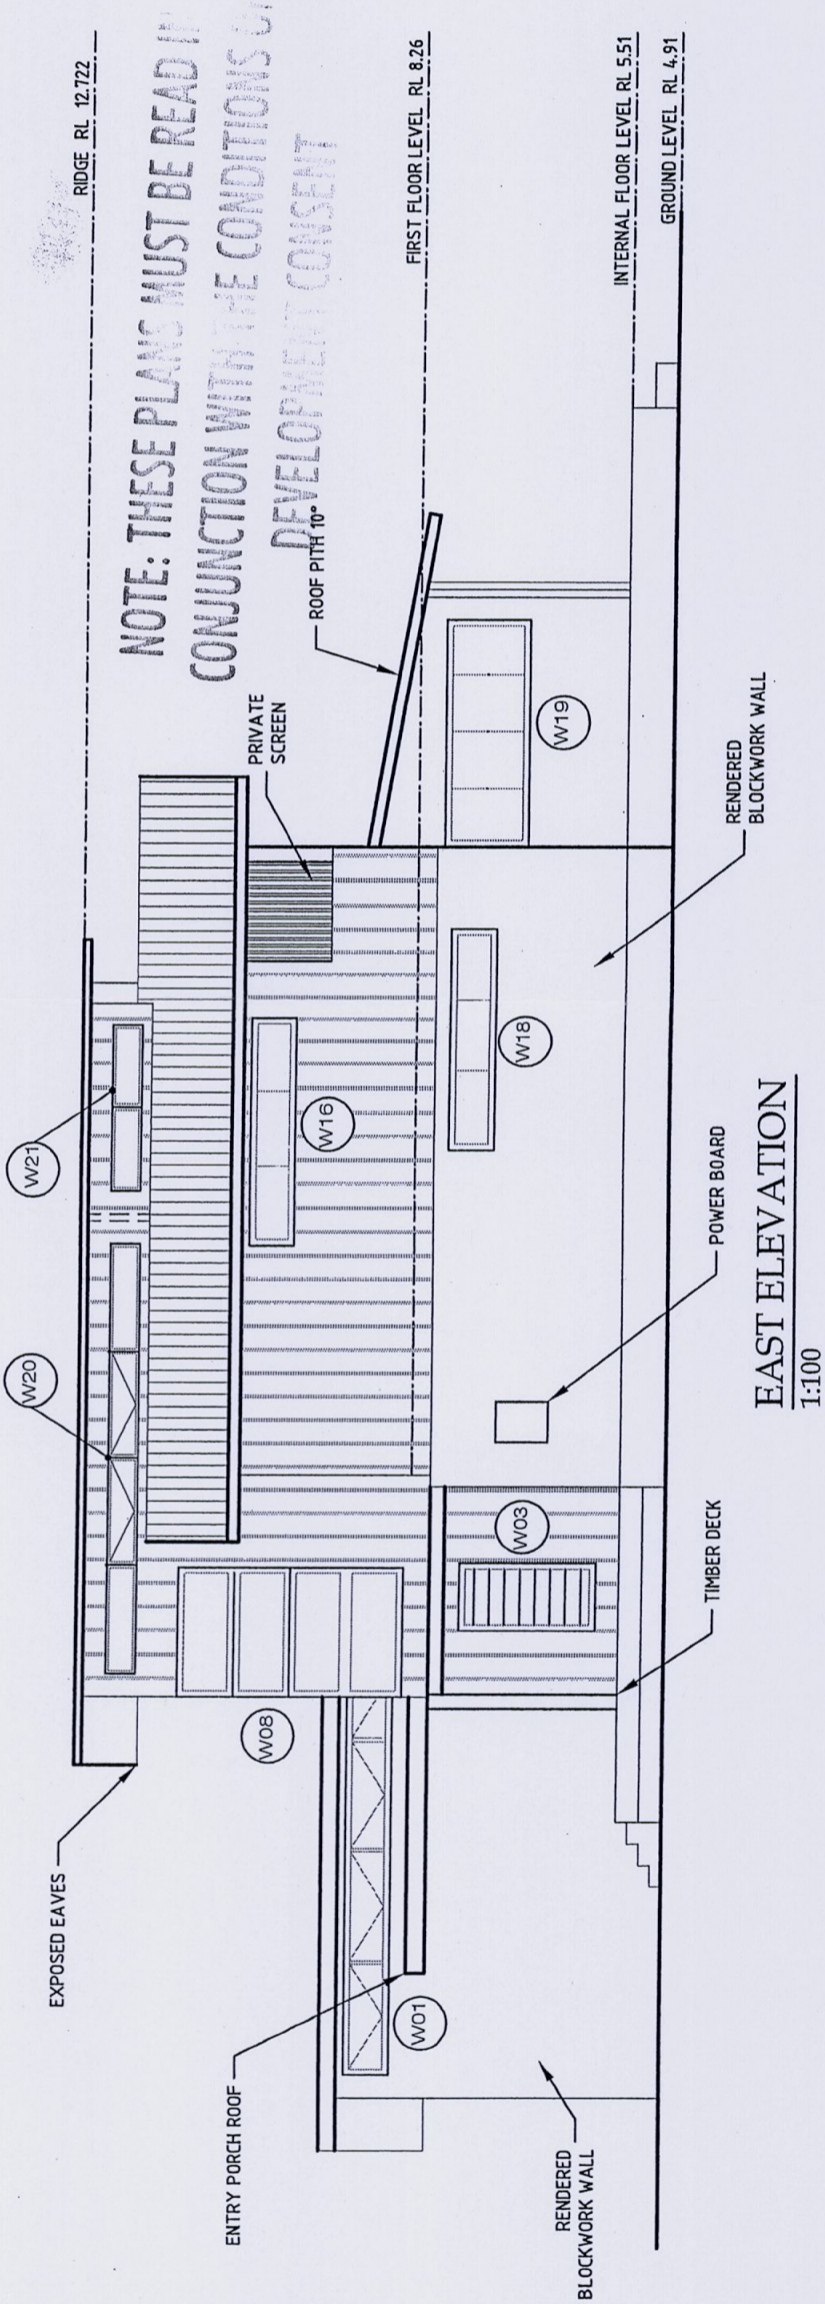 RIDGE RL 12.722
NOTE: THESE PLANS MUST BE READ
CONJUNCTION WITH THE CONDITIONS
DEVELOPMENT CONSENT
FIRST FLOOR LEVEL RL 8.26
INTERNAL FLOOR LEVEL RL 5.51
GROUND LEVEL RL 4.91
ROOF PITH 10°
PRIVATE
SCREEN
W21
W20
W16
W19
W18
W08
W03
W01
EXPOSED EAVES
ENTRY PORCH ROOF
RENDERED
BLOCKWORK WALL
TIMBER DECK
POWER BOARD
RENDERED
BLOCKWORK WALL
EAST ELEVATION
1:100